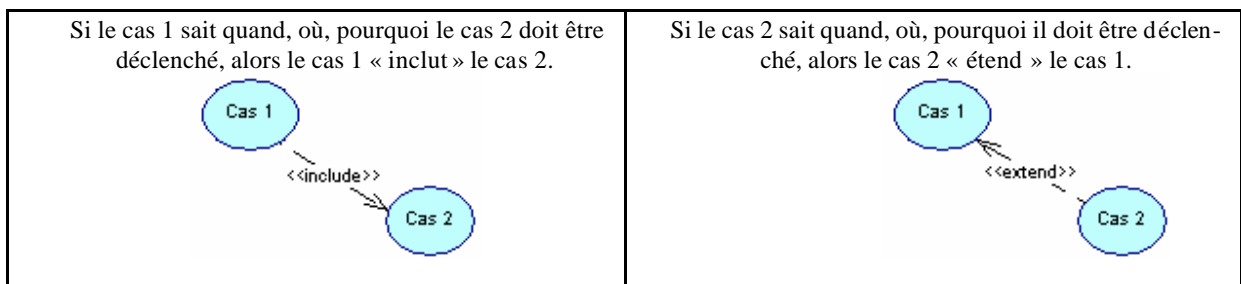 Si le cas 1 sait quand, où, pourquoi le cas 2 doit être
déclenché, alors le cas 1 « inclut » le cas 2.
Cas 1
<<include>>
Cas 2
Si le cas 2 sait quand, où, pourquoi il doit être déclen-
ché, alors le cas 2 « étend » le cas 1.
Cas 1
<<extend>>
Cas 2